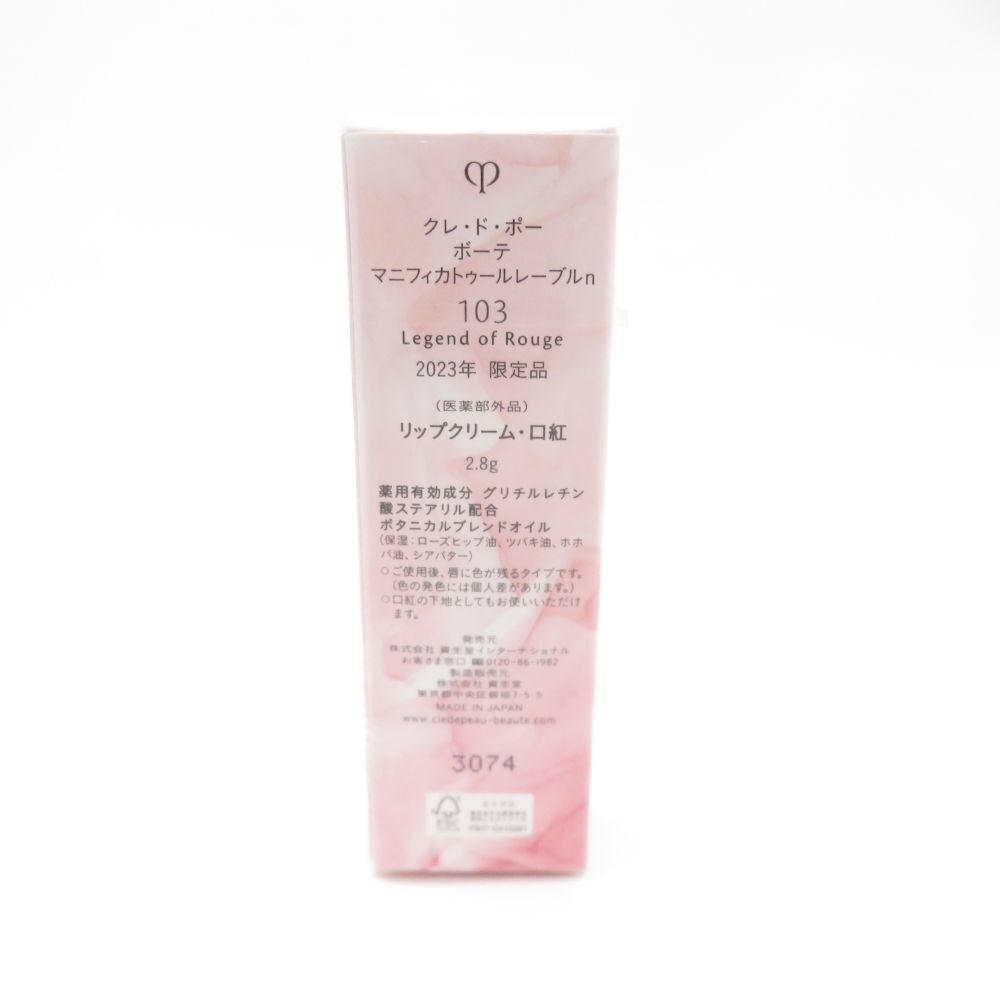 クレ・ド・ポー
ボーテ
マニフィカトゥールレーブルn
103
Legend of Rouge
2023年 限定品
（医薬部外品）
リップクリーム・口紅
2.8g
薬用有効成分 グリチルレチン
酸ステアリル配合
ボタニカルブレンドオイル
（保湿：ローズヒップ油、ツバキ油、ホホ
バ油、シアバター）
○ご使用後、唇に色が残るタイプです。
（色の発色には個人差があります。）
○口紅の下地としてもお使いいただけ
ます。
発売元
株式会社 資生堂インターナショナル
お客さま窓口 0120-86-1982
製造販売元
株式会社 資生堂
東京都中央区銀座7-5-5
MADE IN JAPAN
www.cledepeau-beaute.com
3074
FSC